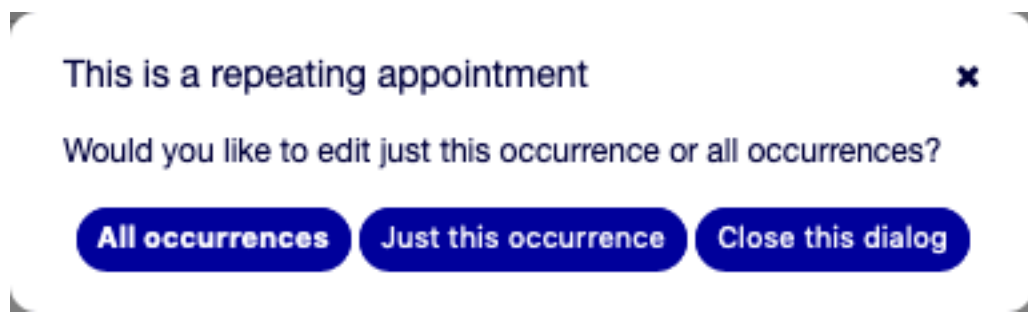 This is a repeating appointment
Would you like to edit just this occurrence or all occurrences?
All occurrences Just this occurrence Close this dialog